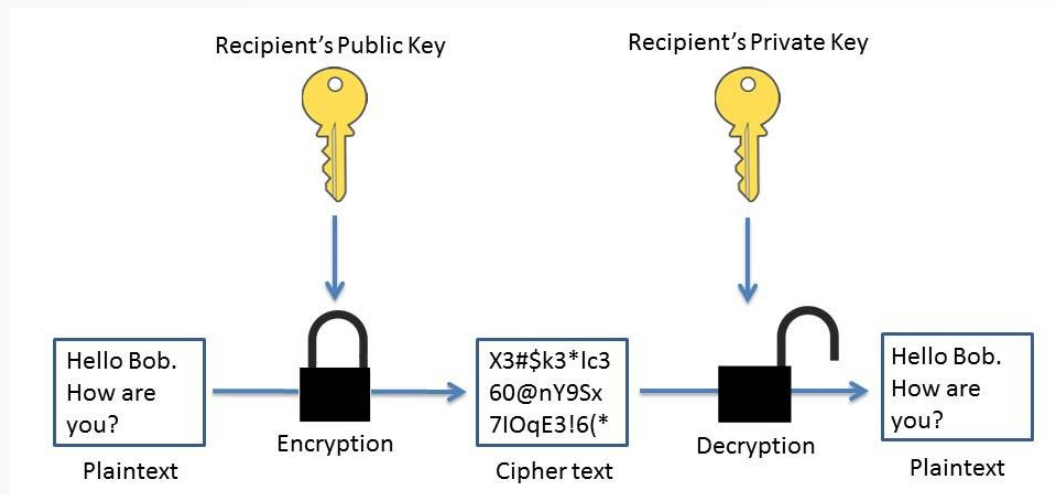 Recipient's Public Key
Recipient's Private Key
Hello Bob.
How are
you?
Plaintext
Encryption
X3#$k3*lc3
60@nY9Sx
7IOqE3!6(*
Cipher text
Decryption
Hello Bob.
How are
you?
Plaintext